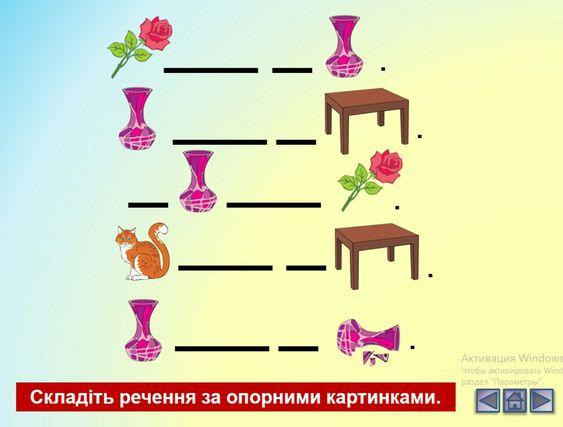 Активация Windows
Чтобы активировать Wind
раздел "Параметры".
Складіть речення за опорними картинками.